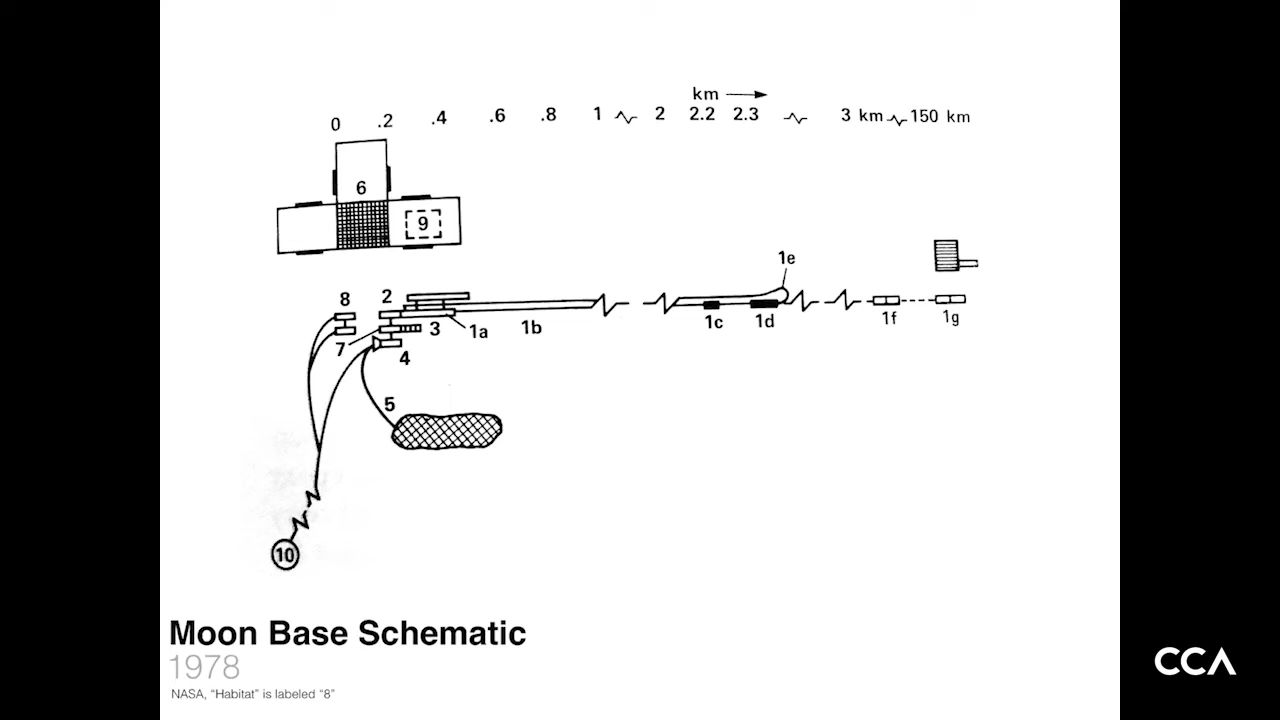 km
0 .2 .4 .6 .8 1 2 2.2 2.3 3 km 150 km
6
9
1e
8 2
1a 1b 1c 1d 1f 1g
3
7
4
5
10
Moon Base Schematic
1978
NASA, “Habitat” is labeled “8”
CCA